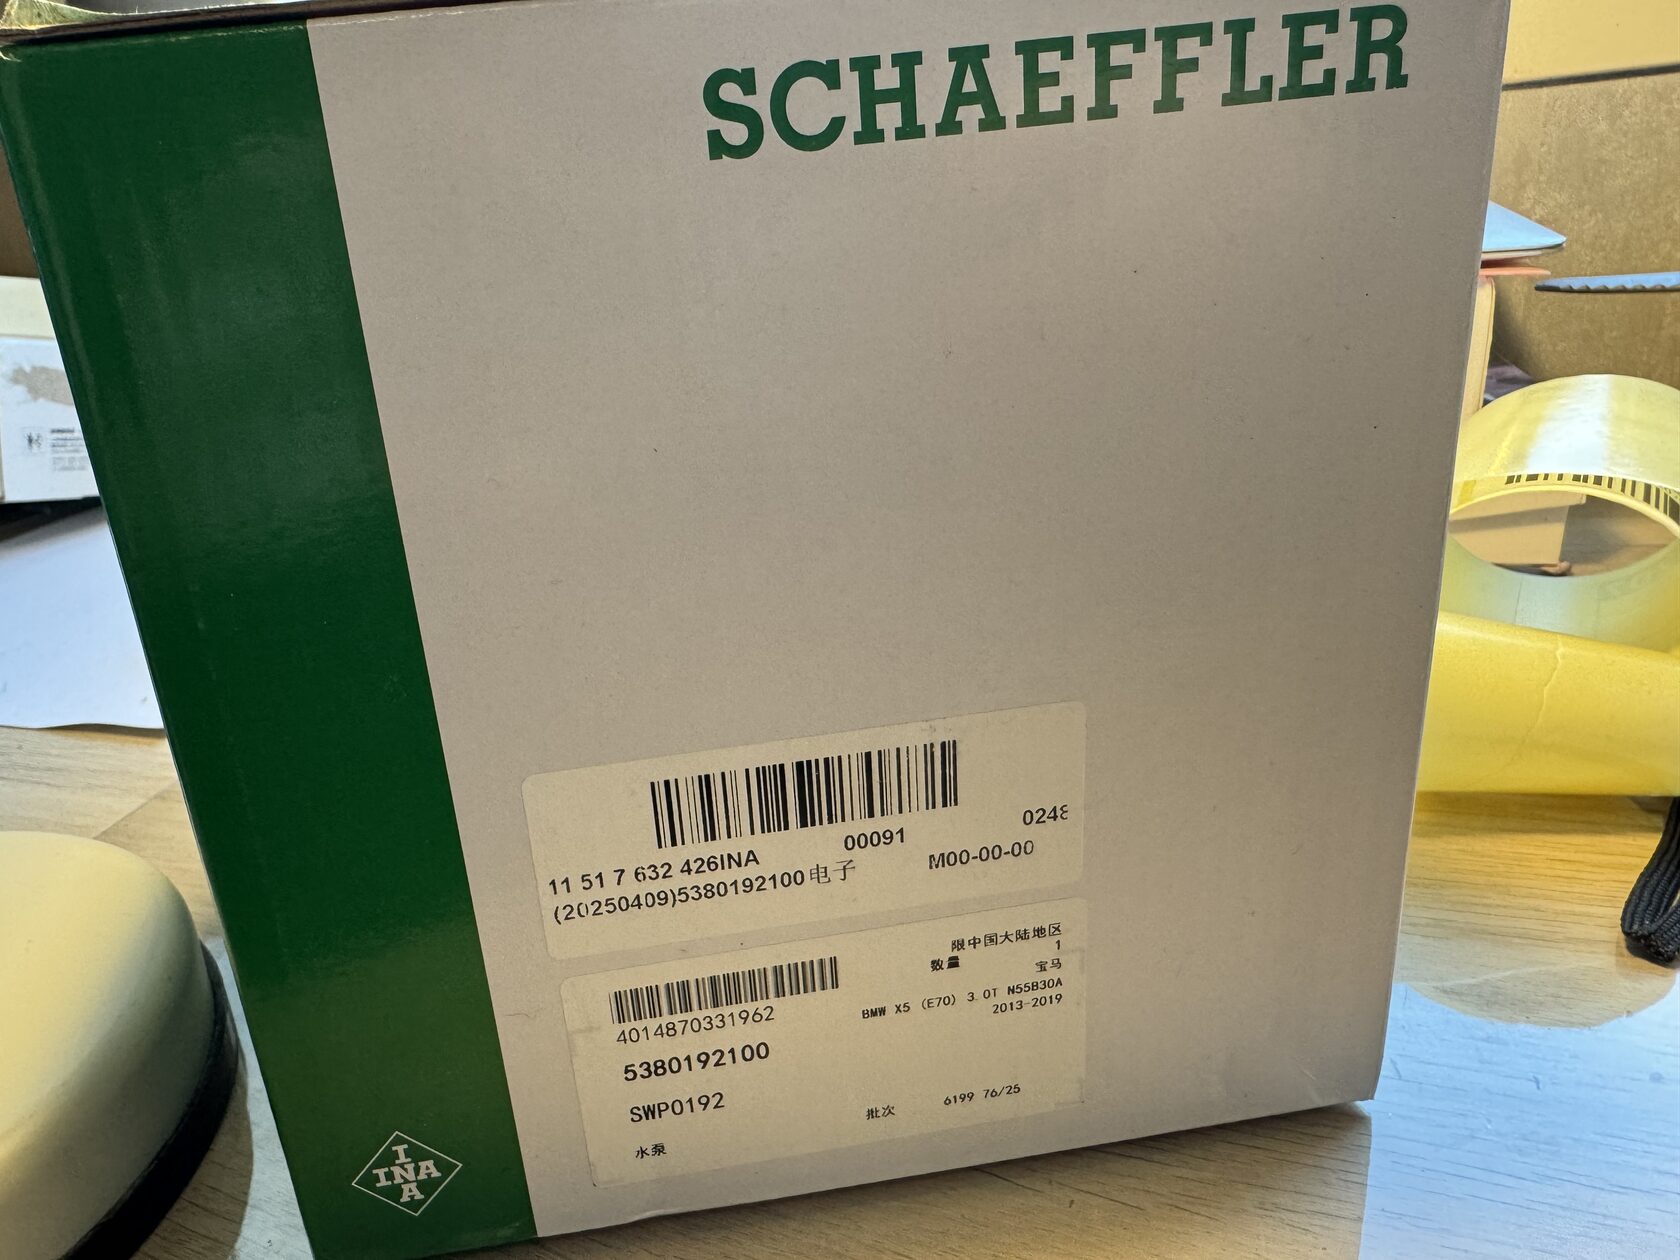 SCHAEFFLER
11 51 7 632 426INA
00091
0248
(20250409)5380192100电子
M00-00-00
限中国大陆地区
数量 1
宝马
4014870331962
BMW X5 (E70) 3.0T N55B30A
2013-2019
5380192100
SWP0192
批次 6199 76/25
水泵
INA